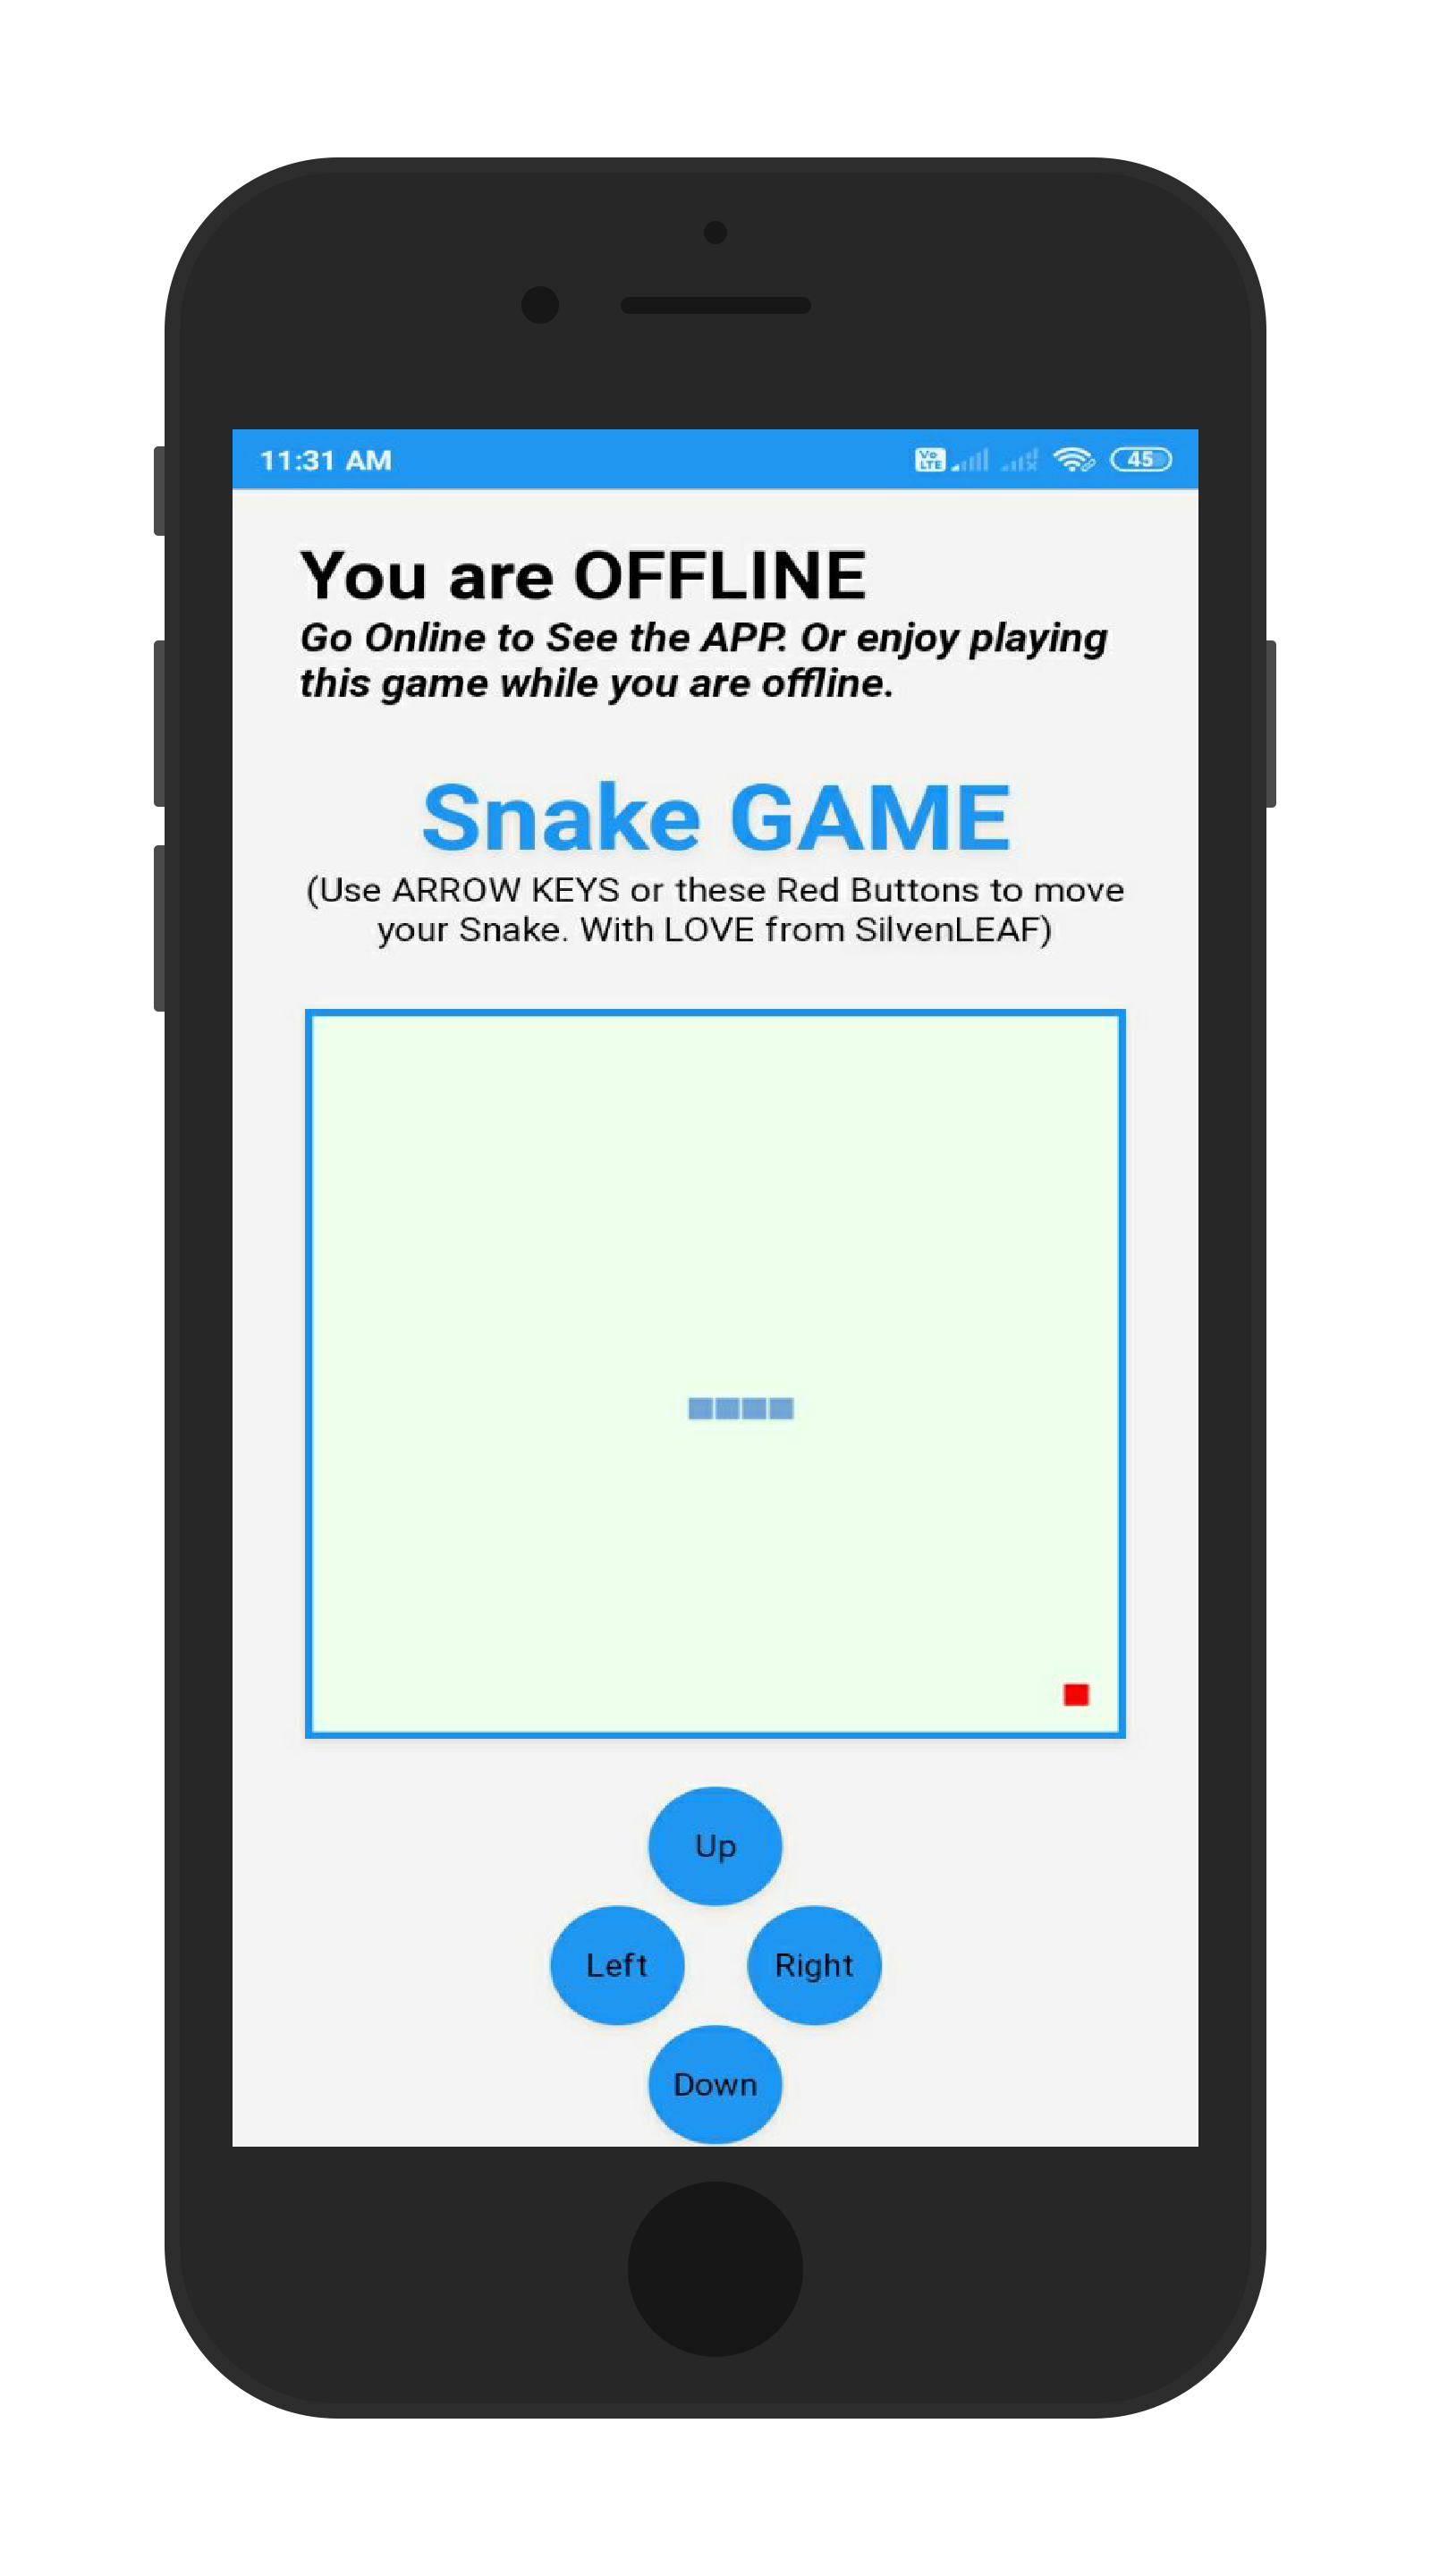 11:31 AM
Vo LTE
45
You are OFFLINE
Go Online to See the APP. Or enjoy playing
this game while you are offline.
Snake GAME
(Use ARROW KEYS or these Red Buttons to move
your Snake. With LOVE from SilvenLEAF)
Up
Left Right
Down